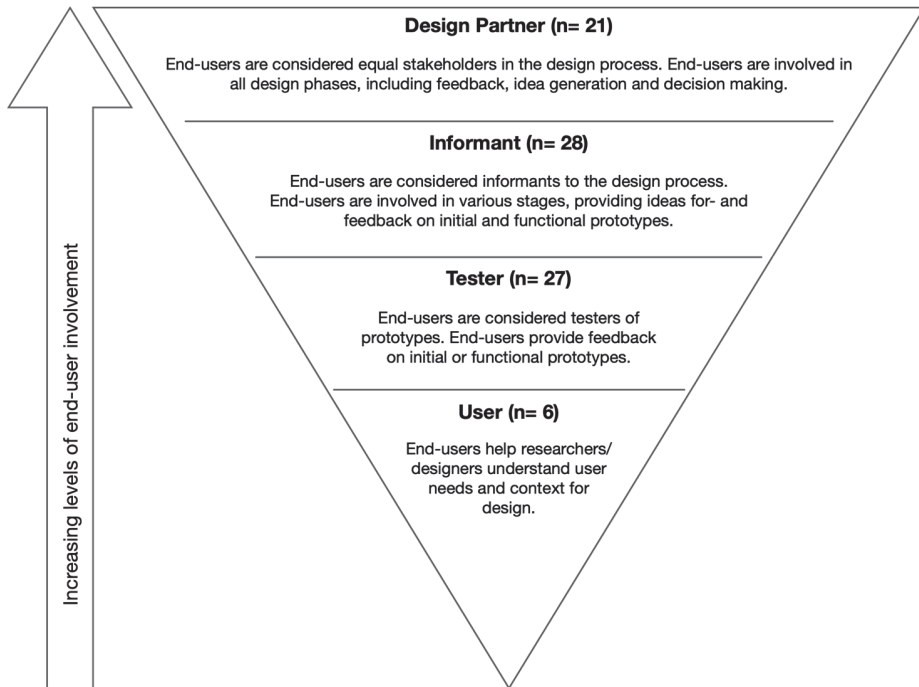 Design Partner (n= 21)
End-users are considered equal stakeholders in the design process. End-users are involved in
all design phases, including feedback, idea generation and decision making.
Informant (n= 28)
End-users are considered informants to the design process.
End-users are involved in various stages, providing ideas for- and
feedback on initial and functional prototypes.
Tester (n= 27)
End-users are considered testers of
prototypes. End-users provide feedback
on initial or functional prototypes.
User (n= 6)
End-users help researchers/
designers understand user
needs and context for
design.
Increasing levels of end-user involvement